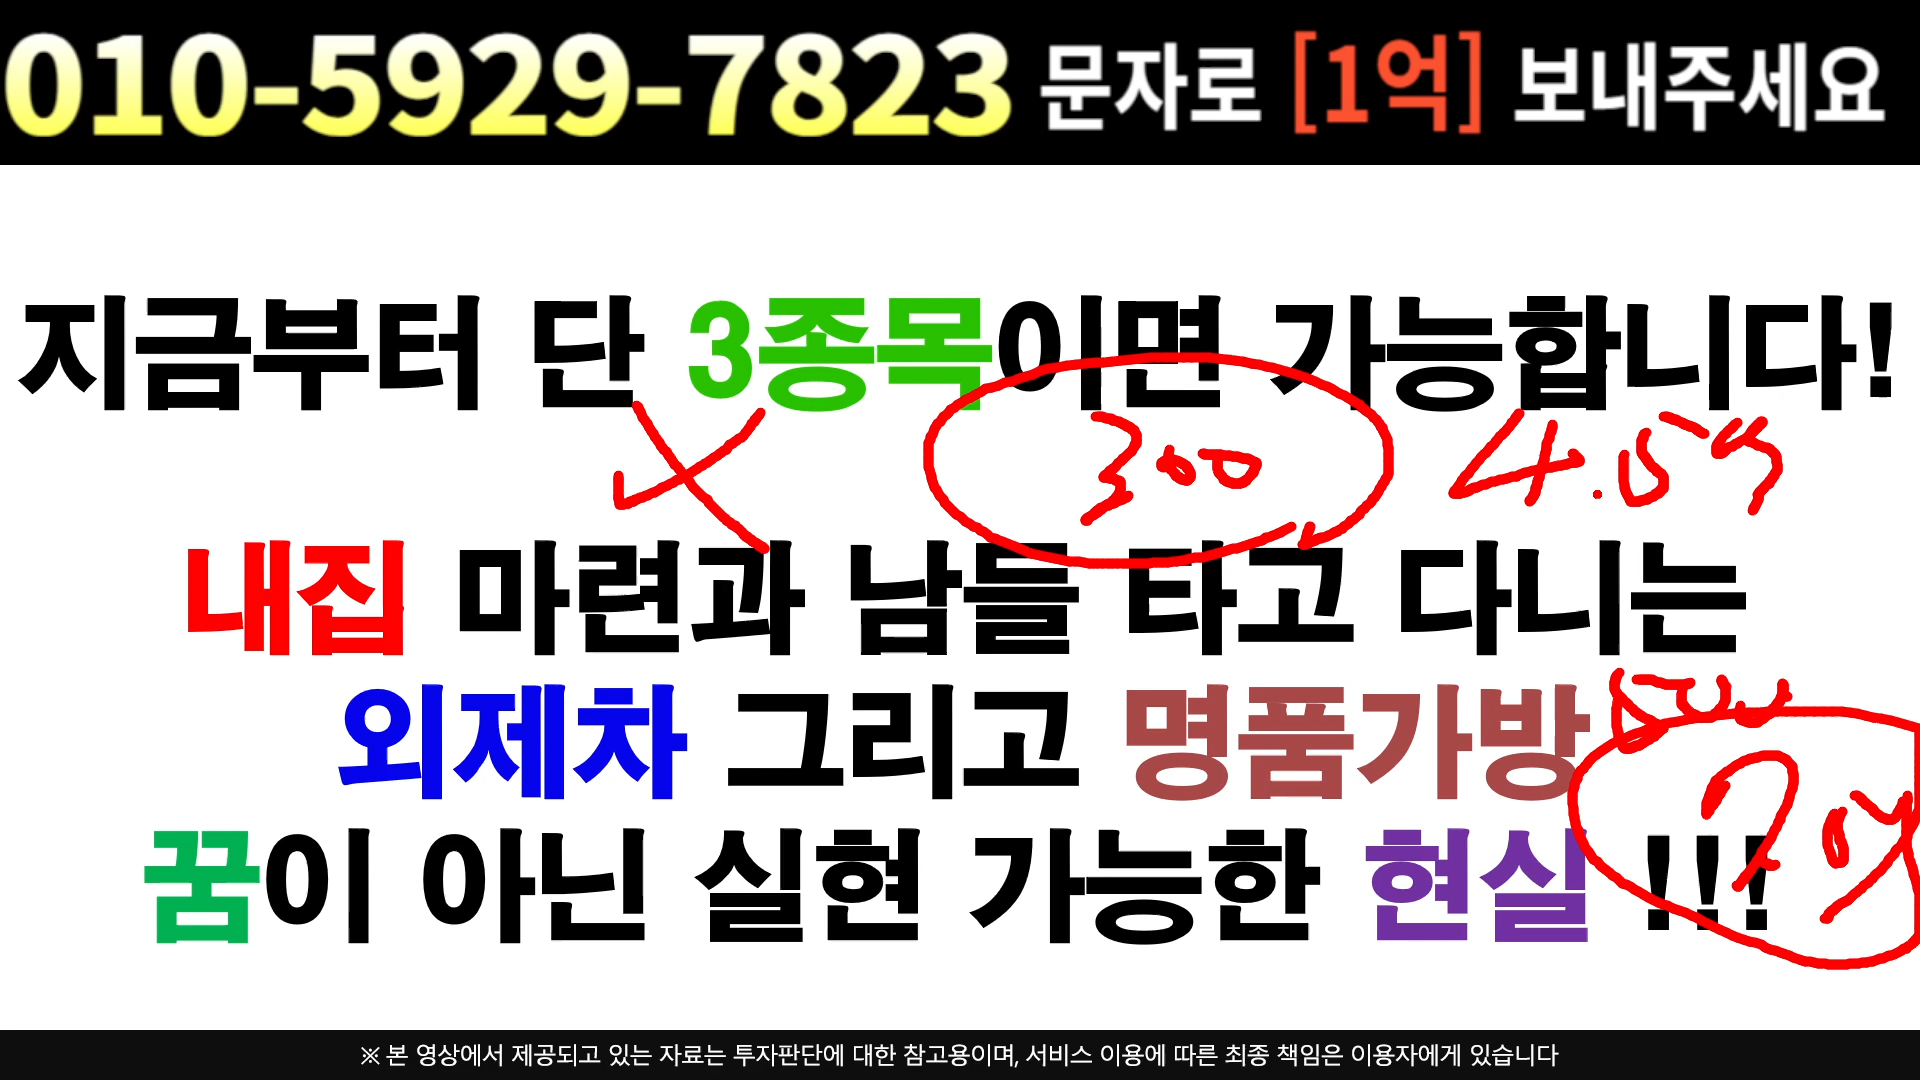 010-5929-7823 문자로 [1억] 보내주세요
지금부터 단 3종목이면 가능합니다!
300 4.5억
내집 마련과 남들 타고 다니는
외제차 그리고 명품가방
꿈이 아닌 실현 가능한 현실 !!!
※ 본 영상에서 제공되고 있는 자료는 투자판단에 대한 참고용이며, 서비스 이용에 따른 최종 책임은 이용자에게 있습니다